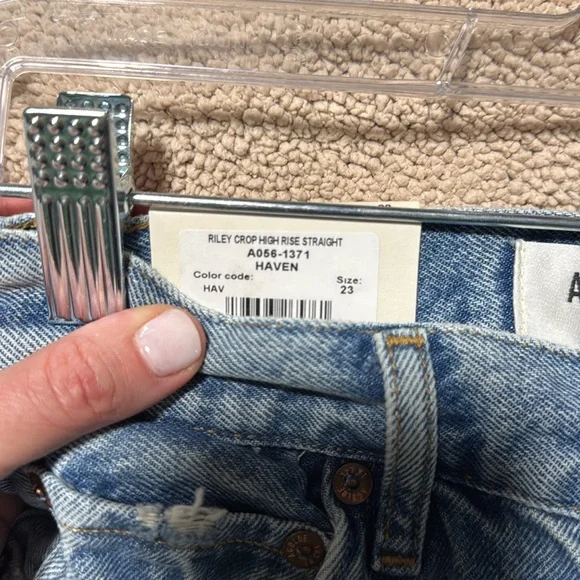 RILEY CROP HIGH RISE STRAIGHT
A056-1371
HAVEN
Color code:
Size:
HAV
23
A